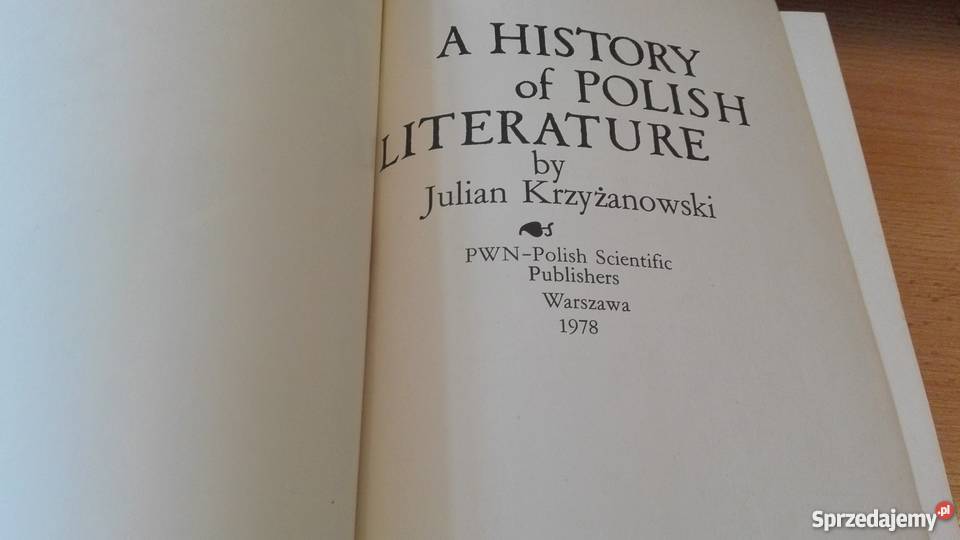 A HISTORY
of POLISH
LITERATURE
by
Julian Krzyżanowski
PWN–Polish Scientific
Publishers
Warszawa
1978
Sprzedajemy.pl